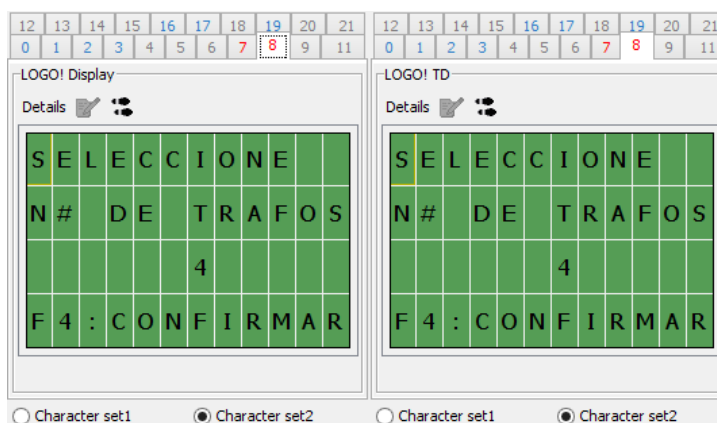 12 13 14 15 16 17 18 19 20 21
0 1 2 3 4 5 6 7 8 9 11
LOGO! Display
Details
SELECCIONE
N# DE TRAFOS
4
F4:CONFIRMAR
Character set1 Character set2
12 13 14 15 16 17 18 19 20 21
0 1 2 3 4 5 6 7 8 9 11
LOGO! TD
Details
SELECCIONE
N# DE TRAFOS
4
F4:CONFIRMAR
Character set1 Character set2